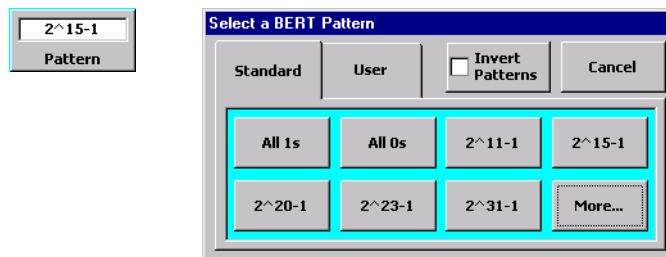 2^15-1
Pattern
Select a BERT Pattern
Standard
User
Invert
Patterns
Cancel
All 1s
All 0s
2^11-1
2^15-1
2^20-1
2^23-1
2^31-1
More...